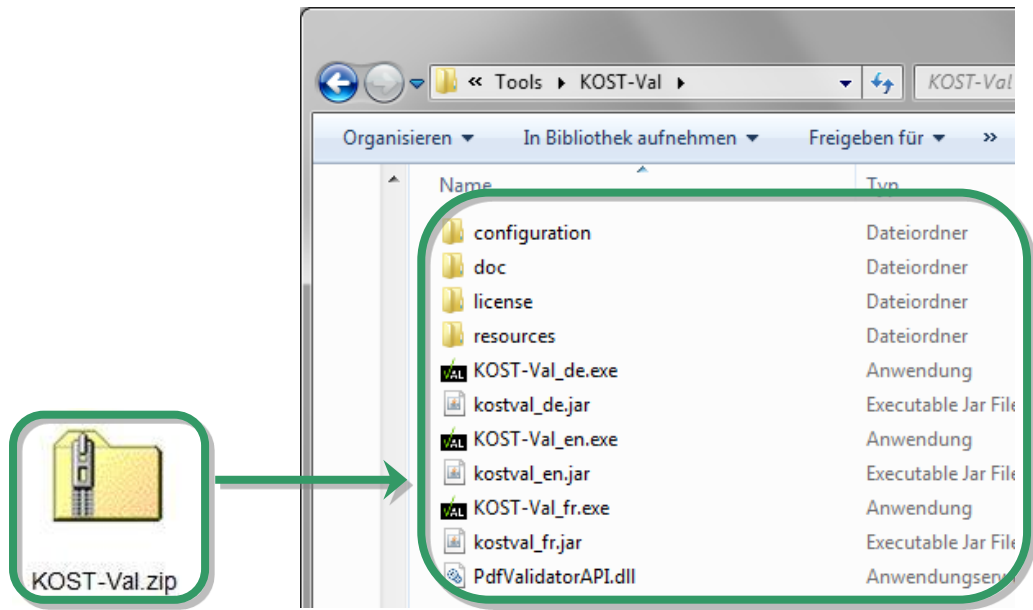 « Tools KOST-Val
KOST-Val
Organisieren In Bibliothek aufnehmen Freigeben für »
Name Typ
configuration Dateiordner
doc Dateiordner
license Dateiordner
resources Dateiordner
KOST-Val_de.exe Anwendung
kostval_de.jar Executable Jar File
KOST-Val_en.exe Anwendung
kostval_en.jar Executable Jar File
KOST-Val_fr.exe Anwendung
kostval_fr.jar Executable Jar File
PdfValidatorAPI.dll
KOST-Val.zip